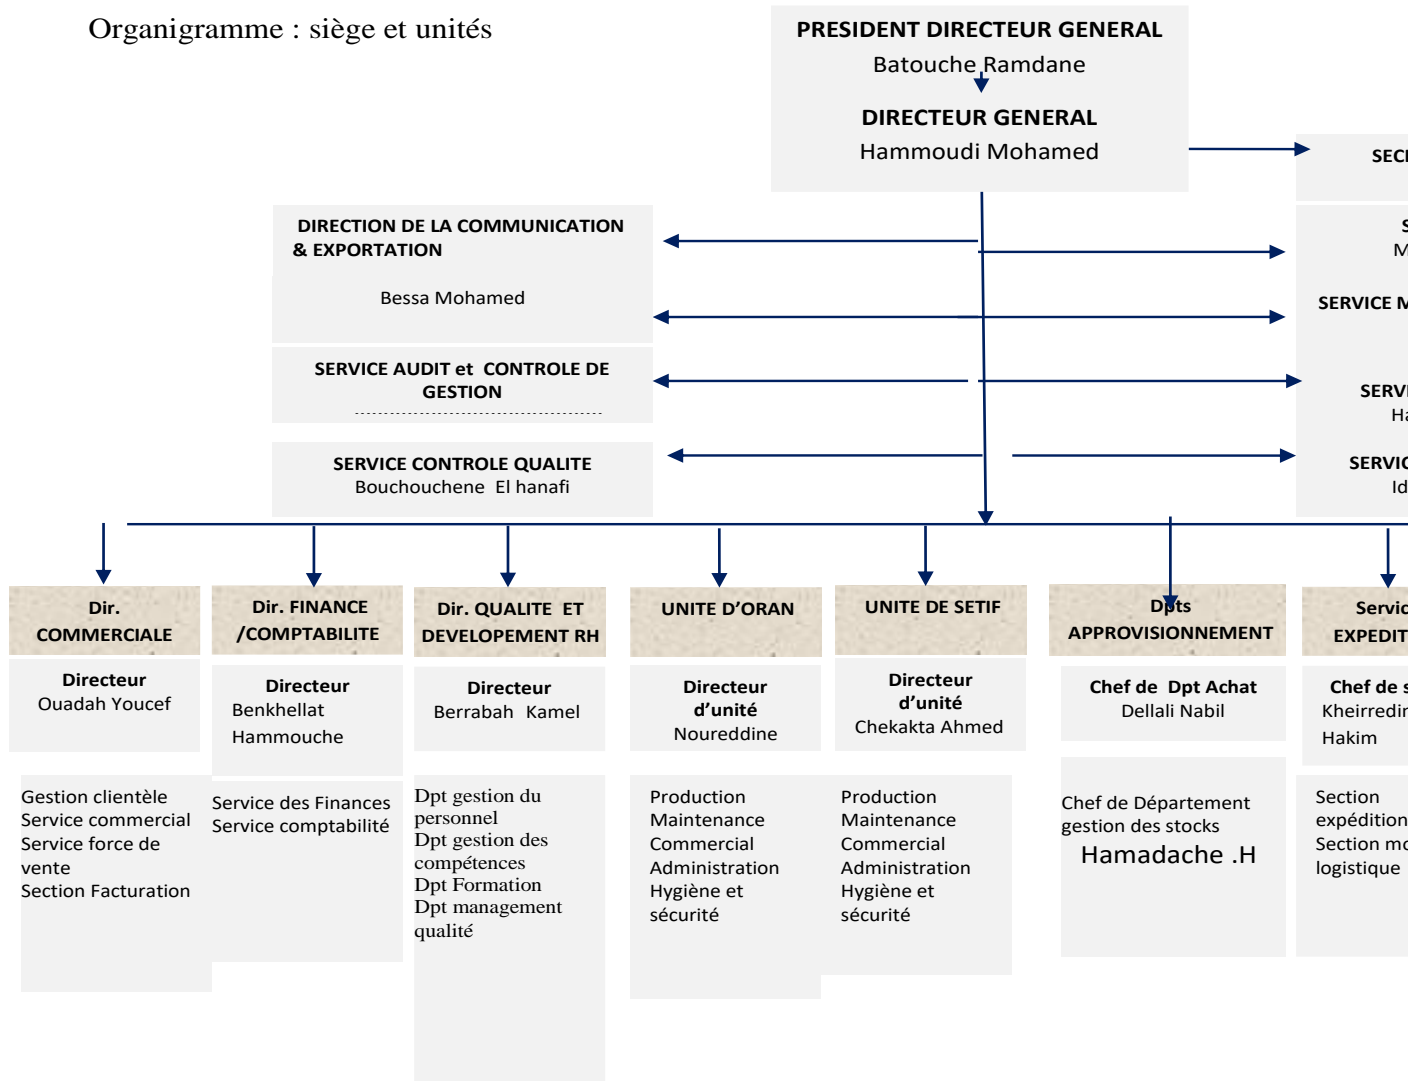 Organigramme : siège et unités
PRESIDENT DIRECTEUR GENERAL
Batouche Ramdane
DIRECTEUR GENERAL
Hammoudi Mohamed
DIRECTION DE LA COMMUNICATION
& EXPORTATION
Bessa Mohamed
SERVICE AUDIT et CONTROLE DE
GESTION
SERVICE CONTROLE QUALITE
Bouchouchene El hanafi
SERVICE
Dir.
COMMERCIALE
Directeur
Ouadah Youcef
Gestion clientèle
Service commercial
Service force de
vente
Section Facturation
Dir. FINANCE
/COMPTABILITE
Directeur
Benkhellat
Hammouche
Service des Finances
Service comptabilité
Dir. QUALITE ET
DEVELOPEMENT RH
Directeur
Berrabah Kamel
Dpt gestion du
personnel
Dpt gestion des
compétences
Dpt Formation
Dpt management
qualité
UNITE D’ORAN
Directeur
d’unité
Noureddine
Production
Maintenance
Commercial
Administration
Hygiène et
sécurité
UNITE DE SETIF
Directeur
d’unité
Chekakta Ahmed
Production
Maintenance
Commercial
Administration
Hygiène et
sécurité
Dpts
APPROVISIONNEMENT
Chef de Dpt Achat
Dellali Nabil
Chef de Département
gestion des stocks
Hamadache .H
Chef de
Hakim
Section
expédition
Section
logistique